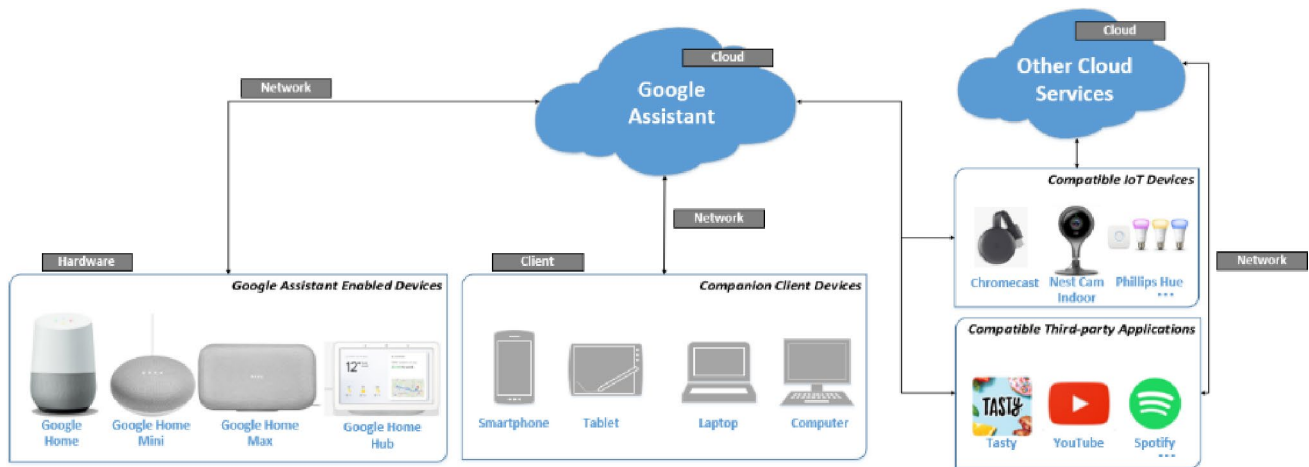 Cloud
Google
Assistant
Cloud
Other Cloud
Services
Network
Network
Network
Hardware
Google Assistant Enabled Devices
Google
Home
Google Home
Mini
Google Home
Max
12
Google Home
Hub
Client
Companion Client Devices
Smartphone
Tablet
Laptop
Computer
Compatible IoT Devices
Chromecast
Nest Cam
Indoor
Phillips Hue
...
Compatible Third-party Applications
TASTY
Tasty
YouTube
Spotify
...